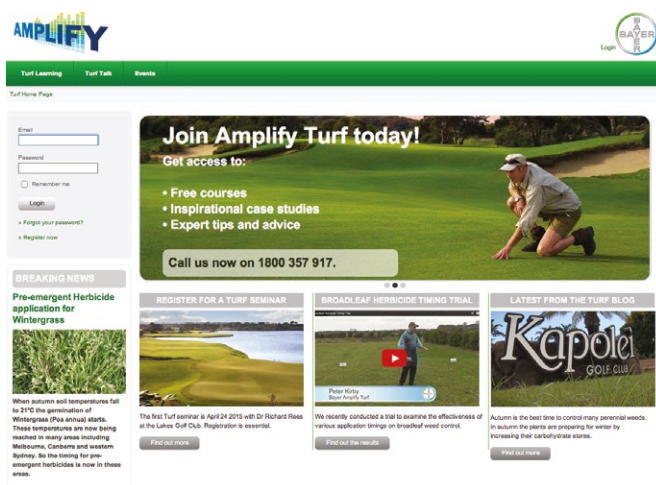 AMPLIFY
Login
BAYER
BAYER
Turf Learning Turf Talk Events
Turf Home Page
Email
Password
Remember me
Login
» Forgot your password?
» Register now
Join Amplify Turf today!
Get access to:
• Free courses
• Inspirational case studies
• Expert tips and advice
Call us now on 1800 357 917.
BREAKING NEWS
Pre-emergent Herbicide
application for
Wintergrass
When autumn soil temperatures fall
to 21°C the germination of
Wintergrass (Poa annua) starts.
These temperatures are now being
reached in many areas including
Melbourne, Canberra and western
Sydney. So the timing for pre-
emergent herbicides is now in these
areas.
REGISTER FOR A TURF SEMINAR
The first Turf seminar is April 24 2015 with Dr Richard Rees
at the Lakes Golf Club. Registration is essential.
Find out more
BROADLEAF HERBICIDE TIMING TRIAL
Peter Kirby
Bayer Amplify Turf
We recently conducted a trial to examine the effectiveness of
various application timings on broadleaf weed control.
Find out the results
LATEST FROM THE TURF BLOG
Kapolei
GOLF CLUB
Autumn is the best time to control many perennial weeds.
In autumn the plants are preparing for winter by
increasing their carbohydrate stores.
Find out more